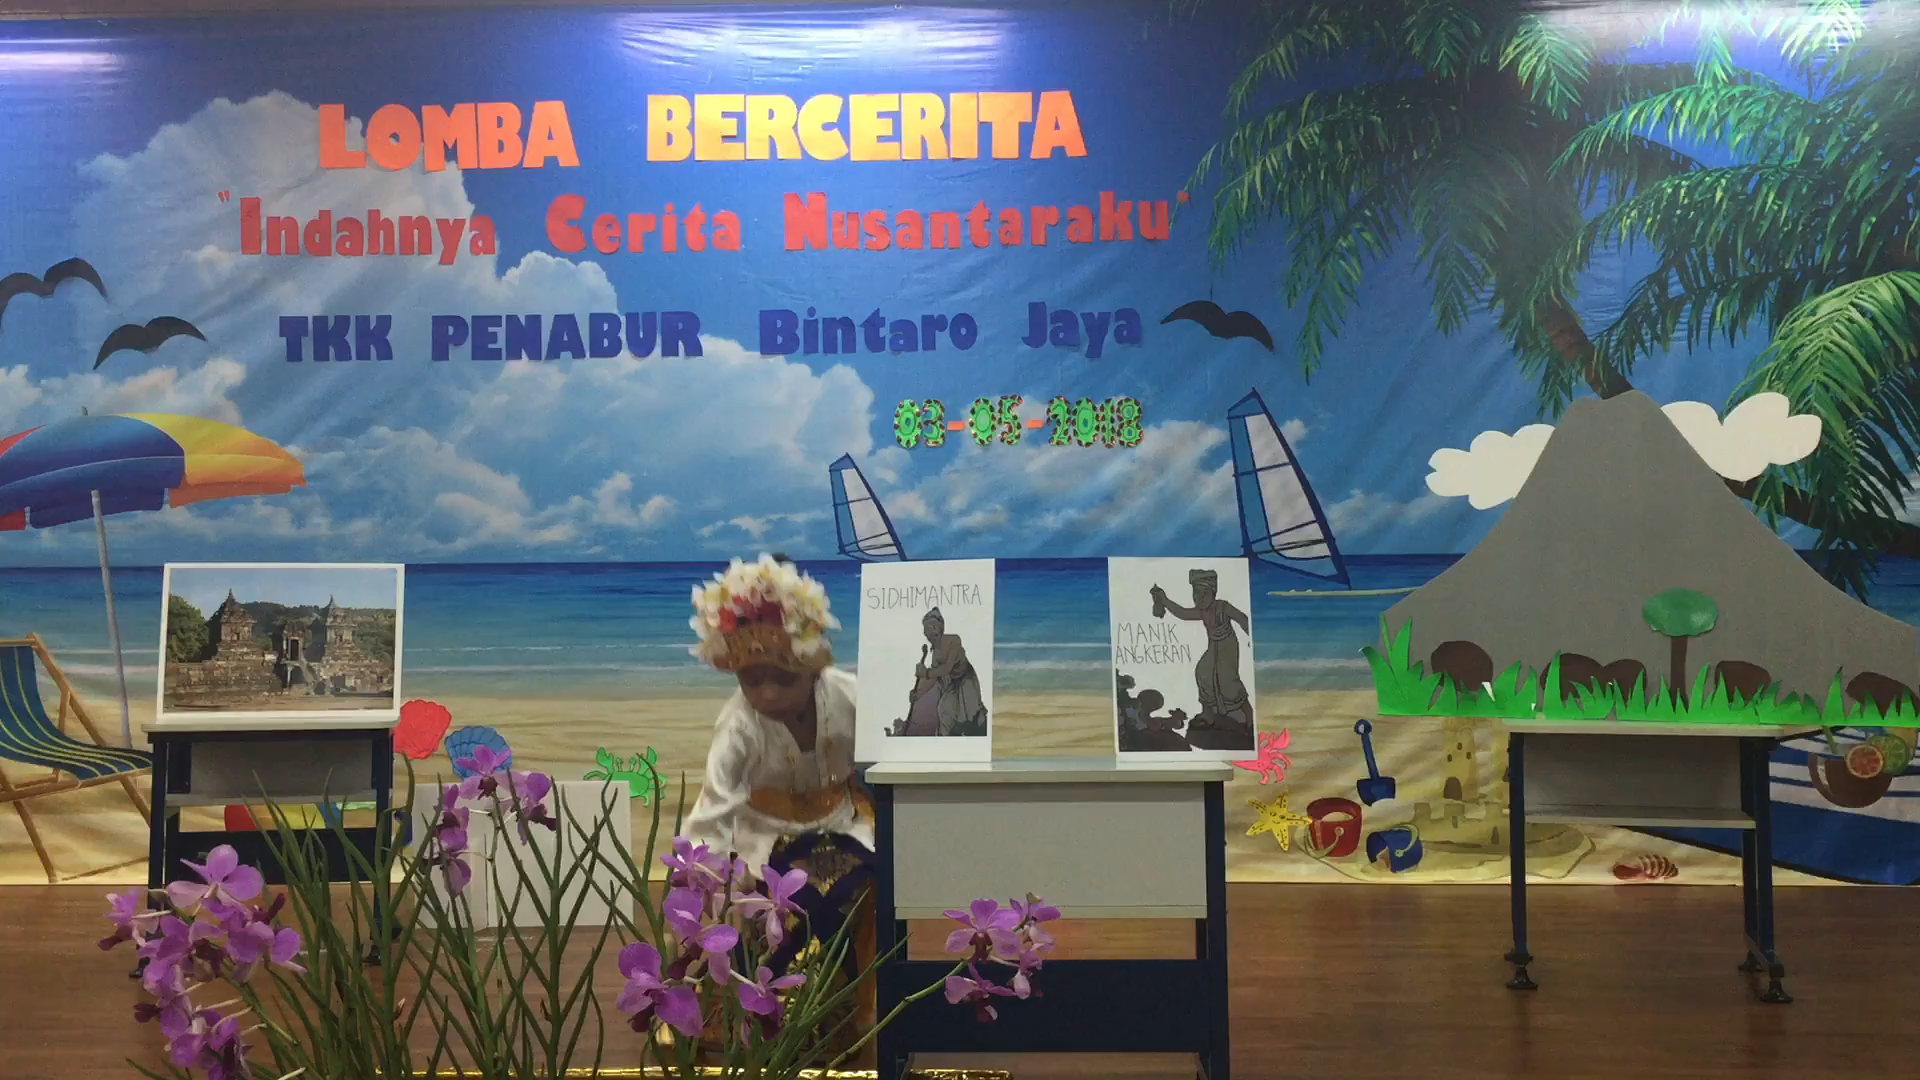 LOMBA BERCERITA
"Indahnya Cerita Nusantaraku"
TKK PENABUR Bintaro Jaya
03-05-2018
SIDHIMANTRA
MANIK
ANGKERAN